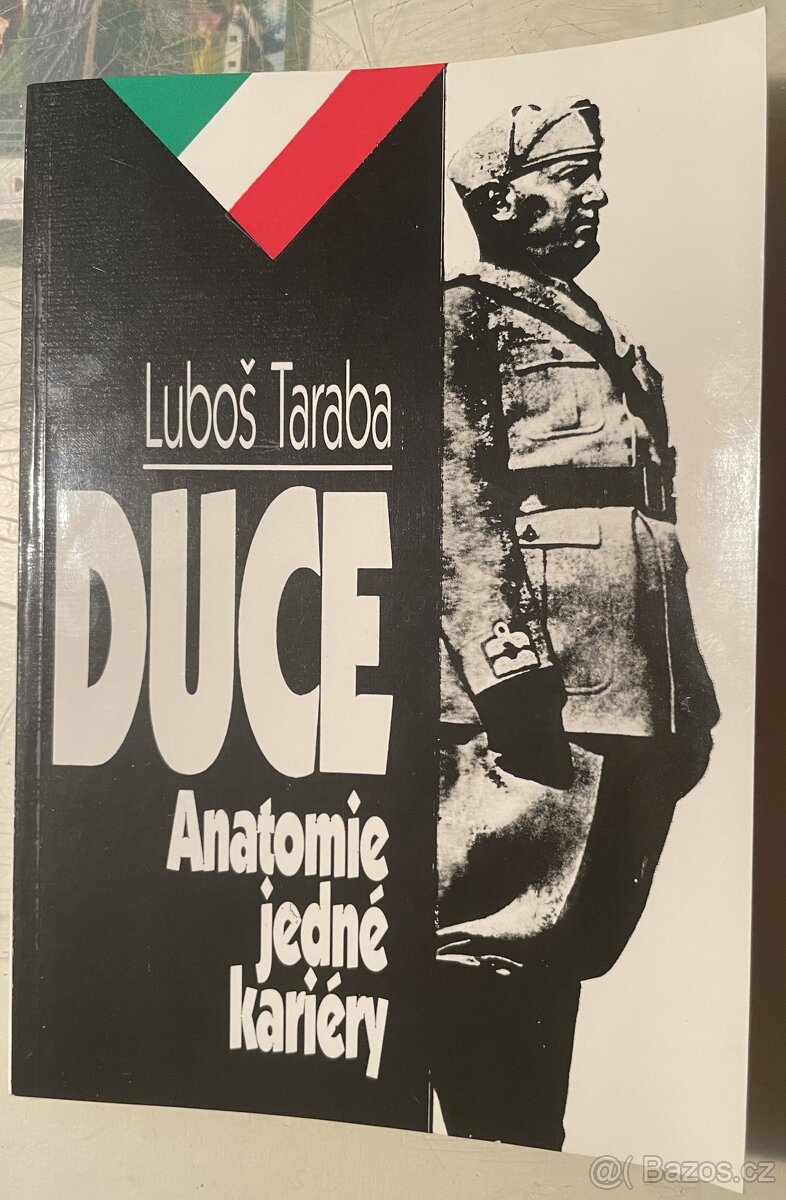 Luboš Taraba
DUCE
Anatomie
jedné
kariéry
@( Bazos.cz